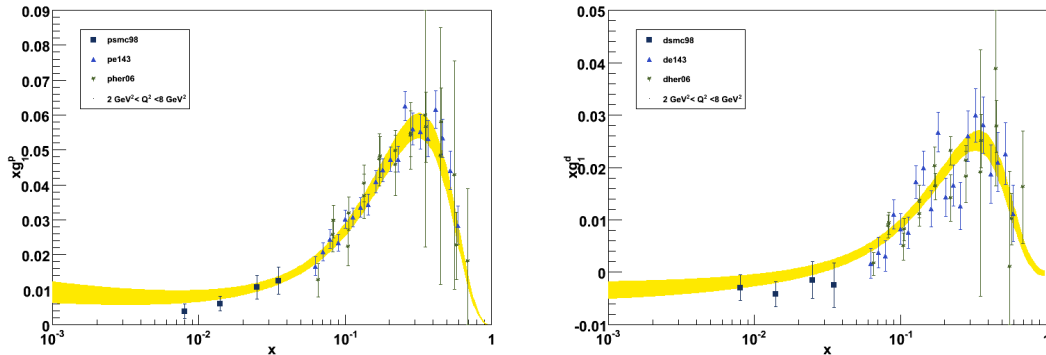 0.09
0.08
0.07
0.06
0.05
0.04
0.03
0.02
0.01
0
xg₁ᵖ
psmc98
pe143
pher06
2 GeV²< Q² <8 GeV²
10⁻³
10⁻²
10⁻¹
1
x
0.05
0.04
0.03
0.02
0.01
0
-0.01
xg₁ᵈ
dsmc98
de143
dher06
2 GeV²< Q² <8 GeV²
10⁻³
10⁻²
10⁻¹
1
x